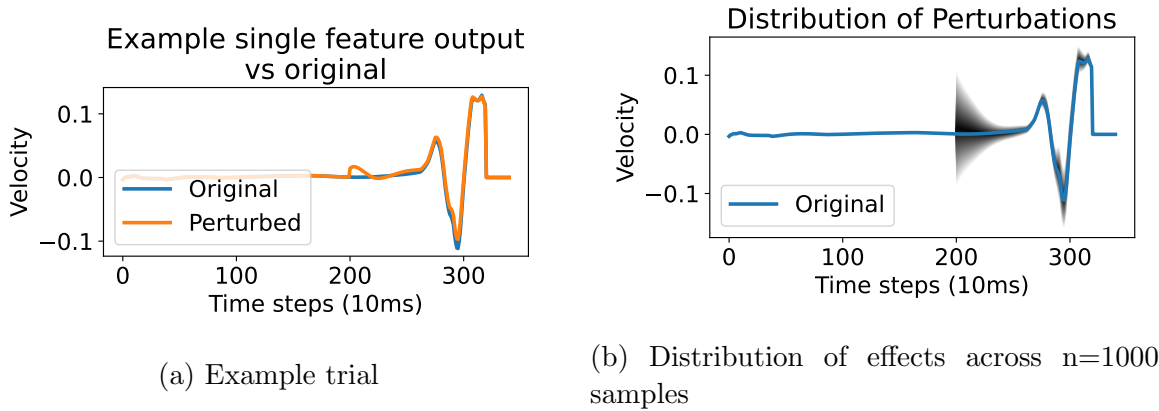 Example single feature output
vs original
Velocity
0.1
0.0
−0.1
Original
Perturbed
0 100 200 300
Time steps (10ms)
(a) Example trial
Distribution of Perturbations
Velocity
0.1
0.0
−0.1
Original
0 100 200 300
Time steps (10ms)
(b) Distribution of effects across n=1000
samples